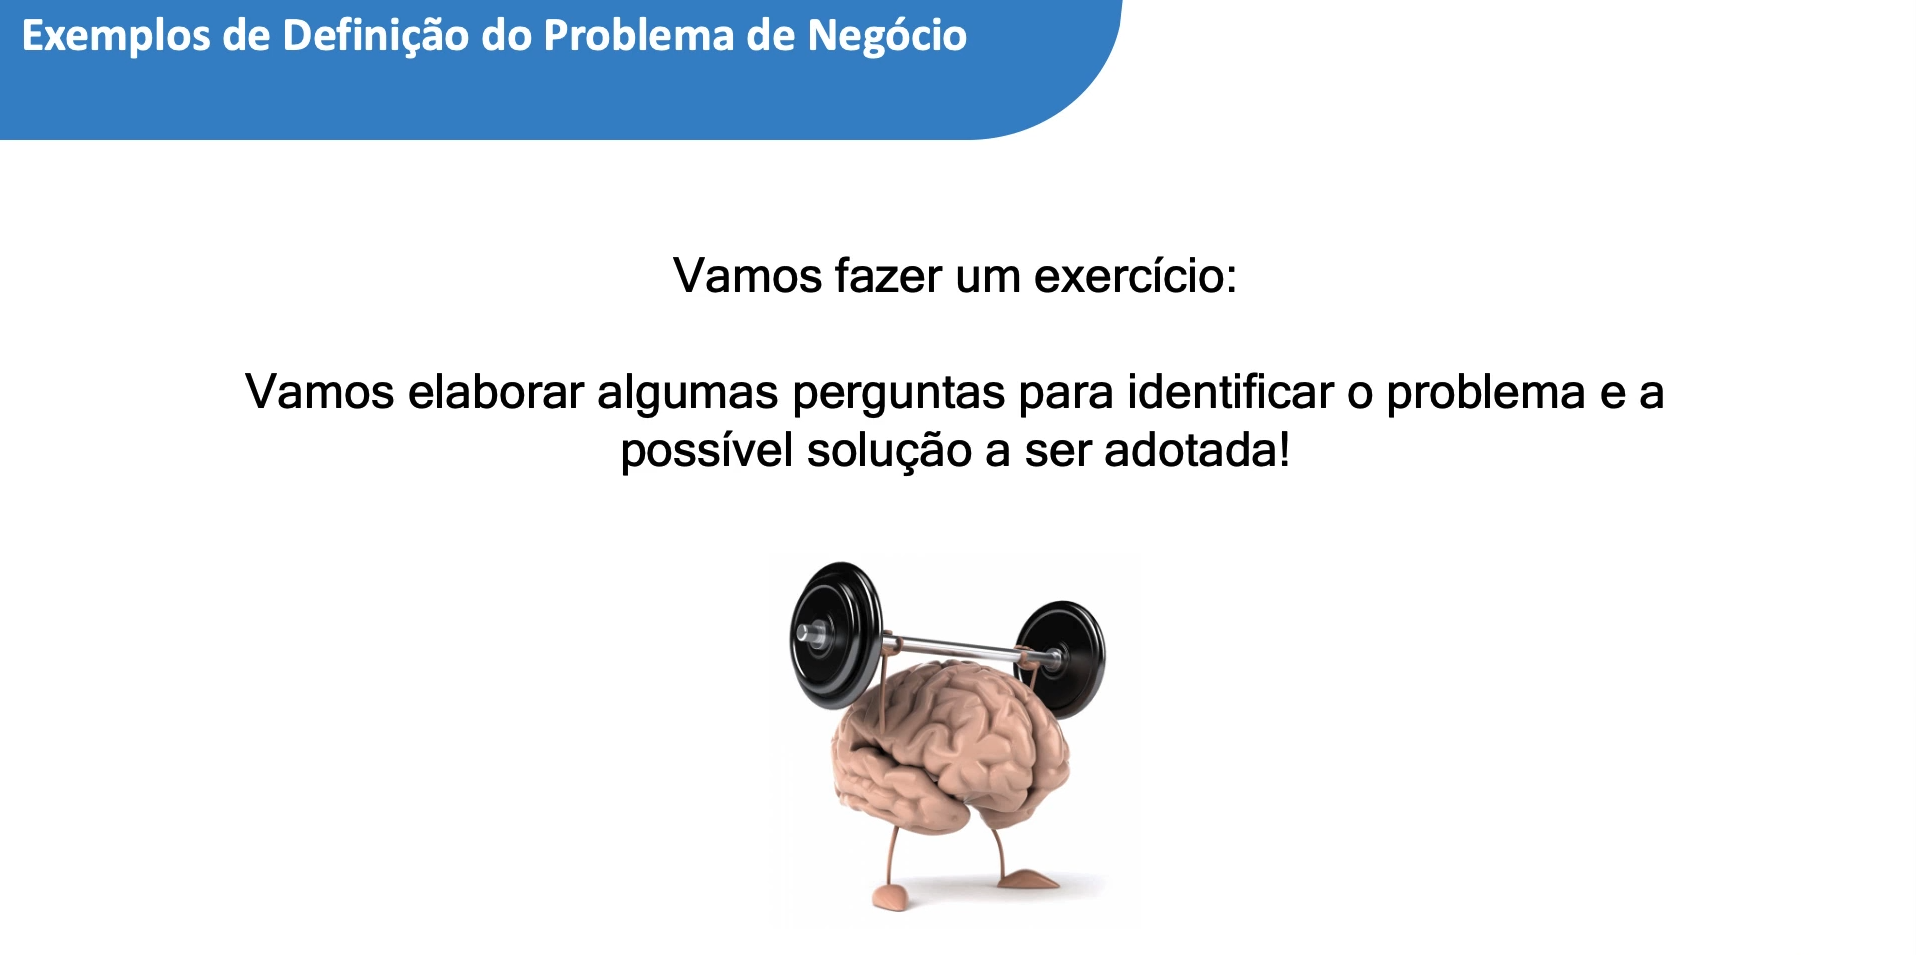 Exemplos de Definição do Problema de Negócio
Vamos fazer um exercício:
Vamos elaborar algumas perguntas para identificar o problema e a
possível solução a ser adotada!